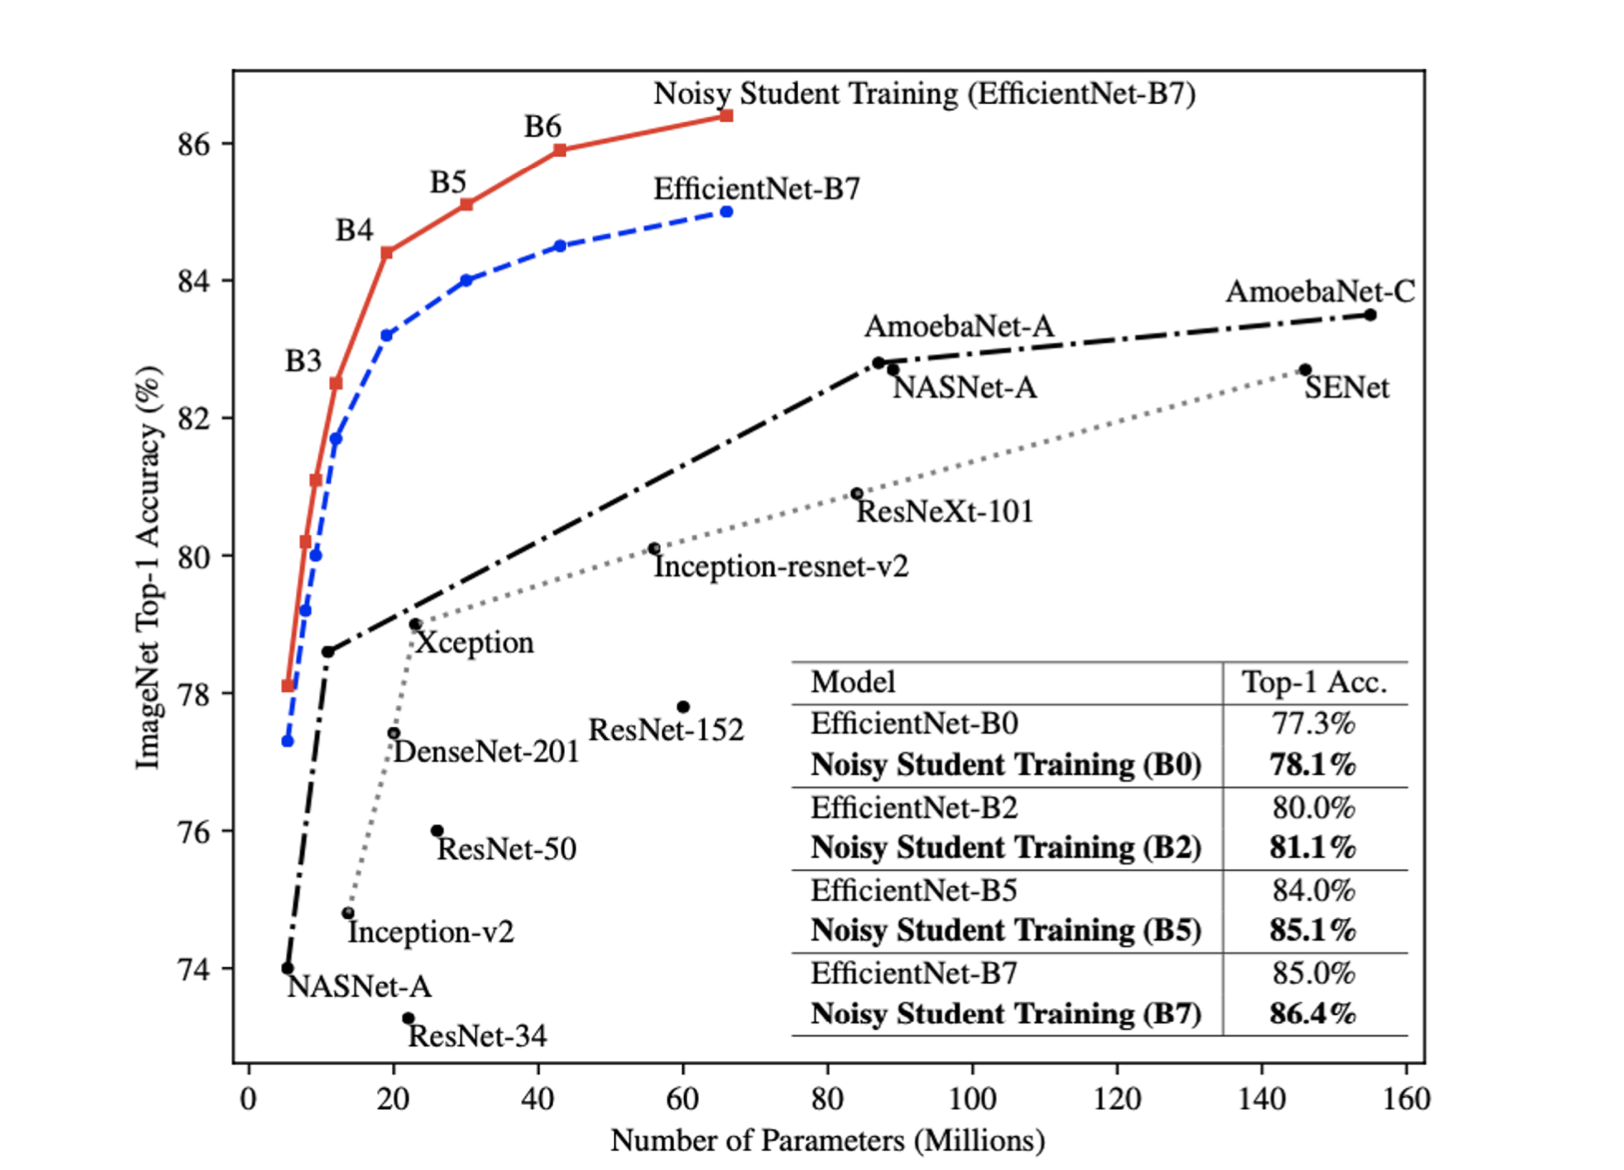 Noisy Student Training (EfficientNet-B7)
B6
86
B5
EfficientNet-B7
B4
84
AmoebaNet-C
AmoebaNet-A
B3
NASNet-A
SENet
82
ResNeXt-101
80
Inception-resnet-v2
Xception
78
ResNet-152
DenseNet-201
76
ResNet-50
Inception-v2
74
NASNet-A
ResNet-34
ImageNet Top-1 Accuracy (%)
Model Top-1 Acc.
EfficientNet-B0 77.3%
Noisy Student Training (B0) 78.1%
EfficientNet-B2 80.0%
Noisy Student Training (B2) 81.1%
EfficientNet-B5 84.0%
Noisy Student Training (B5) 85.1%
EfficientNet-B7 85.0%
Noisy Student Training (B7) 86.4%
0 20 40 60 80 100 120 140 160
Number of Parameters (Millions)